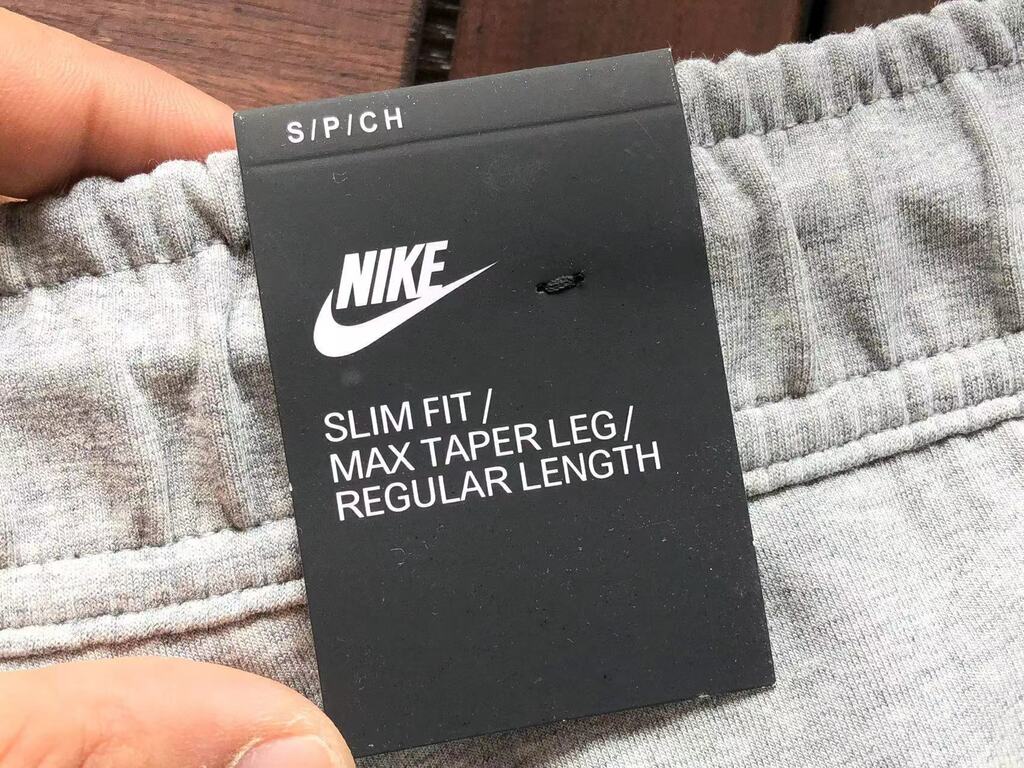 S/P/CH
NIKE
SLIM FIT /
MAX TAPER LEG /
REGULAR LENGTH